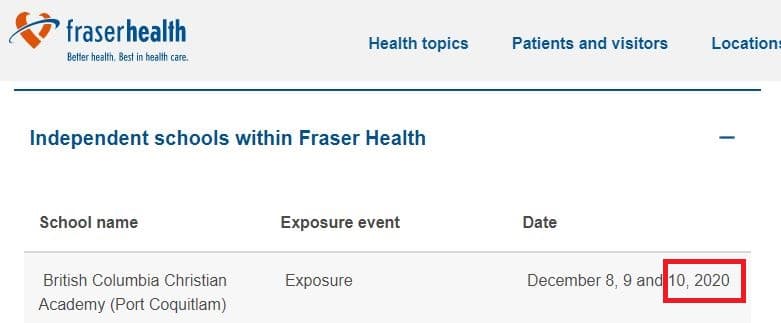 fraserhealth
Better health. Best in health care.
Health topics Patients and visitors Locations
Independent schools within Fraser Health
School name Exposure event Date
British Columbia Christian Exposure December 8, 9 and 10, 2020
Academy (Port Coquitlam)